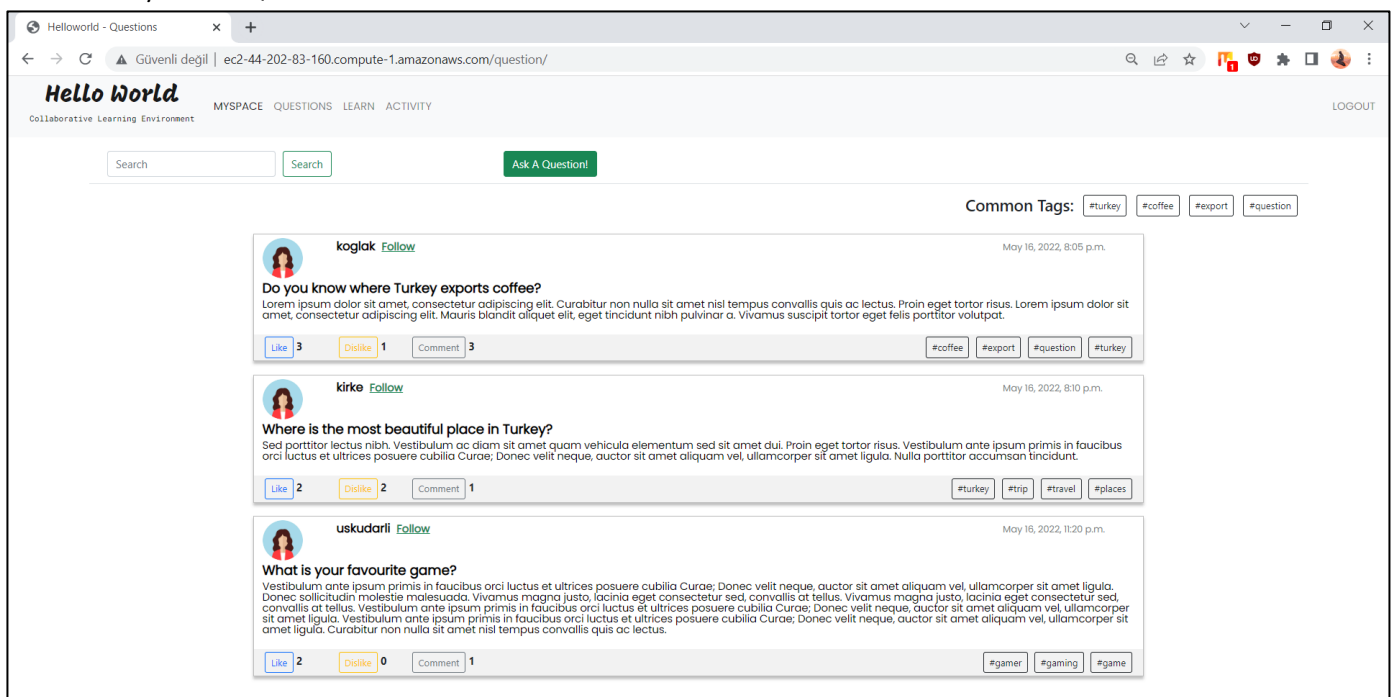 Helloworld - Questions
Güvenli değil | ec2-44-202-83-160.compute-1.amazonaws.com/question/
1
Hello World
Collaborative Learning Environment
MYSPACE QUESTIONS LEARN ACTIVITY
LOGOUT
Search Search Ask A Question!
Common Tags: #turkey #coffee #export #question
koglak Follow May 16, 2022, 8:05 p.m.
Do you know where Turkey exports coffee?
Lorem ipsum dolor sit amet, consectetur adipiscing elit. Curabitur non nulla sit amet nisl tempus convallis quis ac lectus. Proin eget tortor risus. Lorem ipsum dolor sit
amet, consectetur adipiscing elit. Mauris blandit aliquet elit, eget tincidunt nibh pulvinar a. Vivamus suscipit tortor eget felis porttitor volutpat.
Like 3 Dislike 1 Comment 3 #coffee #export #question #turkey
kirke Follow May 16, 2022, 8:10 p.m.
Where is the most beautiful place in Turkey?
Sed porttitor lectus nibh. Vestibulum ac diam sit amet quam vehicula elementum sed sit amet dui. Proin eget tortor risus. Vestibulum ante ipsum primis in faucibus
orci luctus et ultrices posuere cubilia Curae; Donec velit neque, auctor sit amet aliquam vel, ullamcorper sit amet ligula. Nulla porttitor accumsan tincidunt.
Like 2 Dislike 2 Comment 1 #turkey #trip #travel #places
uskudarli Follow May 16, 2022, 11:20 p.m.
What is your favourite game?
Vestibulum ante ipsum primis in faucibus orci luctus et ultrices posuere cubilia Curae; Donec velit neque, auctor sit amet aliquam vel, ullamcorper sit amet ligula.
Donec sollicitudin molestie malesuada. Vivamus magna justo, lacinia eget consectetur sed, convallis at tellus. Vivamus magna justo, lacinia eget consectetur sed,
convallis at tellus. Vestibulum ante ipsum primis in faucibus orci luctus et ultrices posuere cubilia Curae; Donec velit neque, auctor sit amet aliquam vel, ullamcorper
sit amet ligula. Vestibulum ante ipsum primis in faucibus orci luctus et ultrices posuere cubilia Curae; Donec velit neque, auctor sit amet aliquam vel, ullamcorper sit
amet ligula. Curabitur non nulla sit amet nisl tempus convallis quis ac lectus.
Like 2 Dislike 0 Comment 1 #gamer #gaming #game